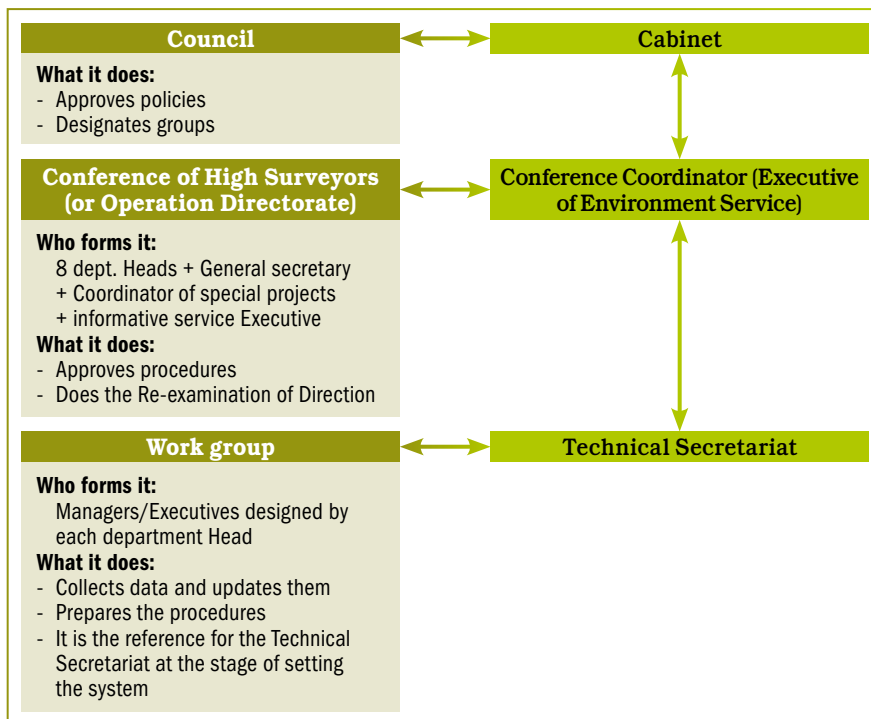 Council
Cabinet
What it does:
- Approves policies
- Designates groups
Conference of High Surveyors
(or Operation Directorate)
Conference Coordinator (Executive
of Environment Service)
Who forms it:
8 dept. Heads + General secretary
+ Coordinator of special projects
+ informative service Executive
What it does:
- Approves procedures
- Does the Re-examination of Direction
Work group
Technical Secretariat
Who forms it:
Managers/Executives designed by
each department Head
What it does:
- Collects data and updates them
- Prepares the procedures
- It is the reference for the Technical
Secretariat at the stage of setting
the system